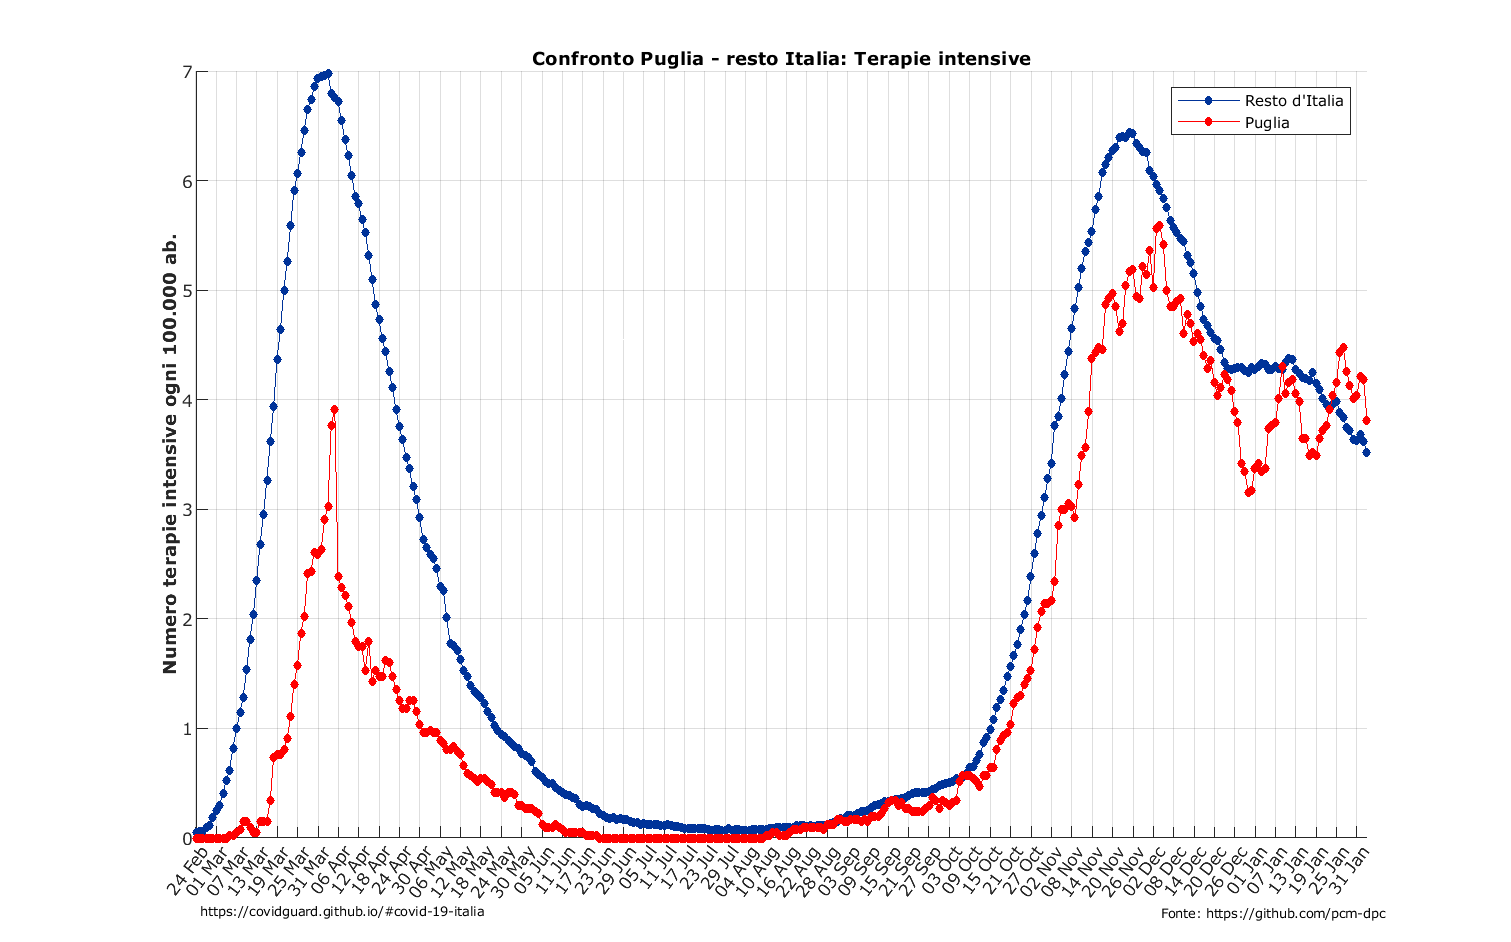 Confronto Puglia - resto Italia: Terapie intensive
Resto d'Italia
Puglia
Numero terapie intensive ogni 100.000 ab.
7
6
5
4
3
2
1
0
24 Feb
01 Mar
07 Mar
13 Mar
19 Mar
25 Mar
31 Mar
06 Apr
12 Apr
18 Apr
24 Apr
30 Apr
06 May
12 May
18 May
24 May
30 May
05 Jun
11 Jun
17 Jun
23 Jun
29 Jun
05 Jul
11 Jul
17 Jul
23 Jul
29 Jul
04 Aug
10 Aug
16 Aug
22 Aug
28 Aug
03 Sep
09 Sep
15 Sep
21 Sep
27 Sep
03 Oct
09 Oct
15 Oct
21 Oct
27 Oct
02 Nov
08 Nov
14 Nov
20 Nov
26 Nov
02 Dec
08 Dec
14 Dec
20 Dec
26 Dec
01 Jan
07 Jan
13 Jan
19 Jan
25 Jan
31 Jan
https://covidguard.github.io/#covid-19-italia
Fonte: https://github.com/pcm-dpc